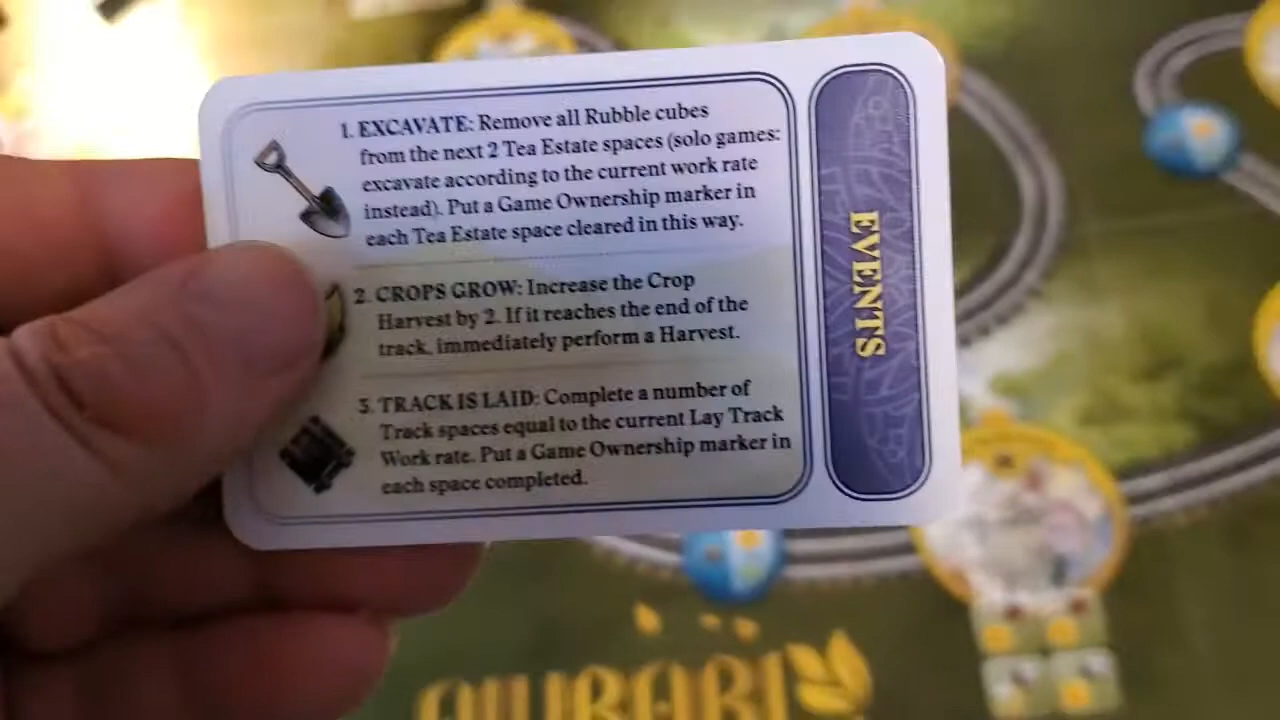 1. EXCAVATE: Remove all Rubble cubes
from the next 2 Tea Estate spaces (solo games:
excavate according to the current work rate
instead). Put a Game Ownership marker in
each Tea Estate space cleared in this way.
2. CROPS GROW: Increase the Crop
Harvest by 2. If it reaches the end of the
track, immediately perform a Harvest.
3. TRACK IS LAID: Complete a number of
Track spaces equal to the current Lay Track
Work rate. Put a Game Ownership marker in
each space completed.
EVENTS